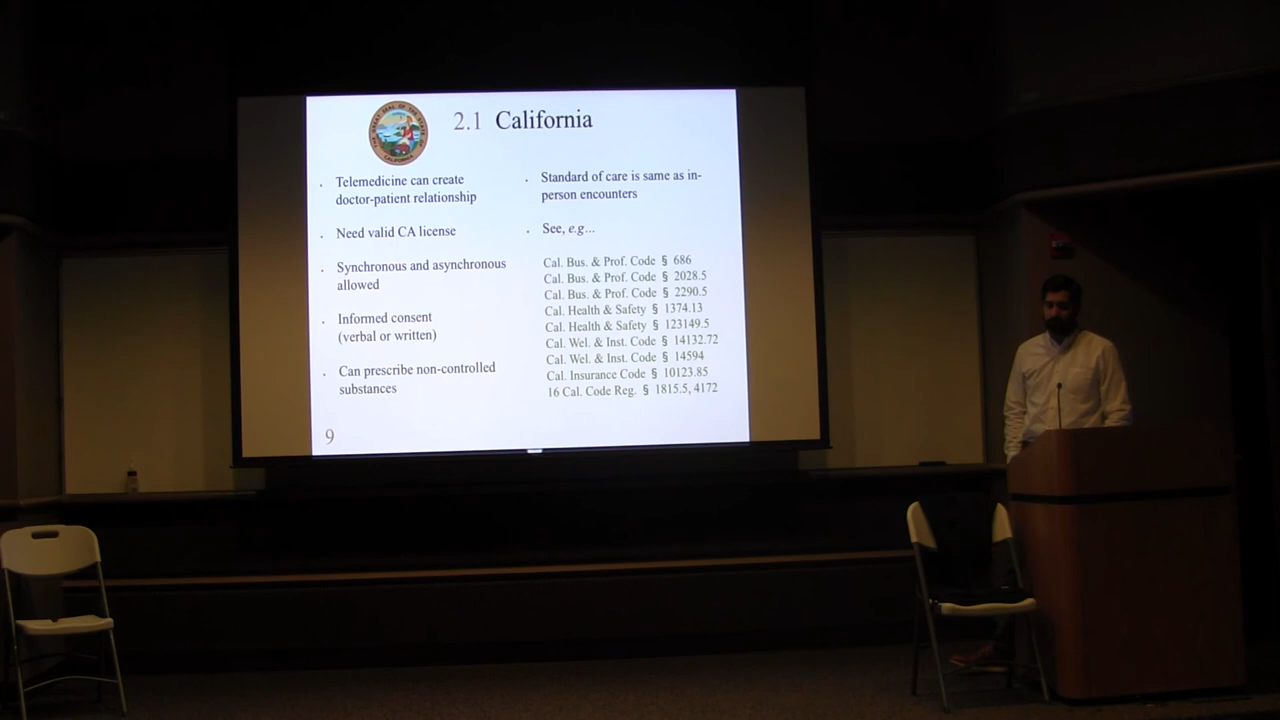 2.1 California
. Telemedicine can create
doctor-patient relationship
. Need valid CA license
. Synchronous and asynchronous
allowed
. Informed consent
(verbal or written)
. Can prescribe non-controlled
substances
. Standard of care is same as in-
person encounters
. See, e.g...
Cal. Bus. & Prof. Code § 686
Cal. Bus. & Prof. Code § 2028.5
Cal. Bus. & Prof. Code § 2290.5
Cal. Health & Safety § 1374.13
Cal. Health & Safety § 123149.5
Cal. Wel. & Inst. Code § 14132.72
Cal. Wel. & Inst. Code § 14594
Cal. Insurance Code § 10123.85
16 Cal. Code Reg. § 1815.5, 4172
9